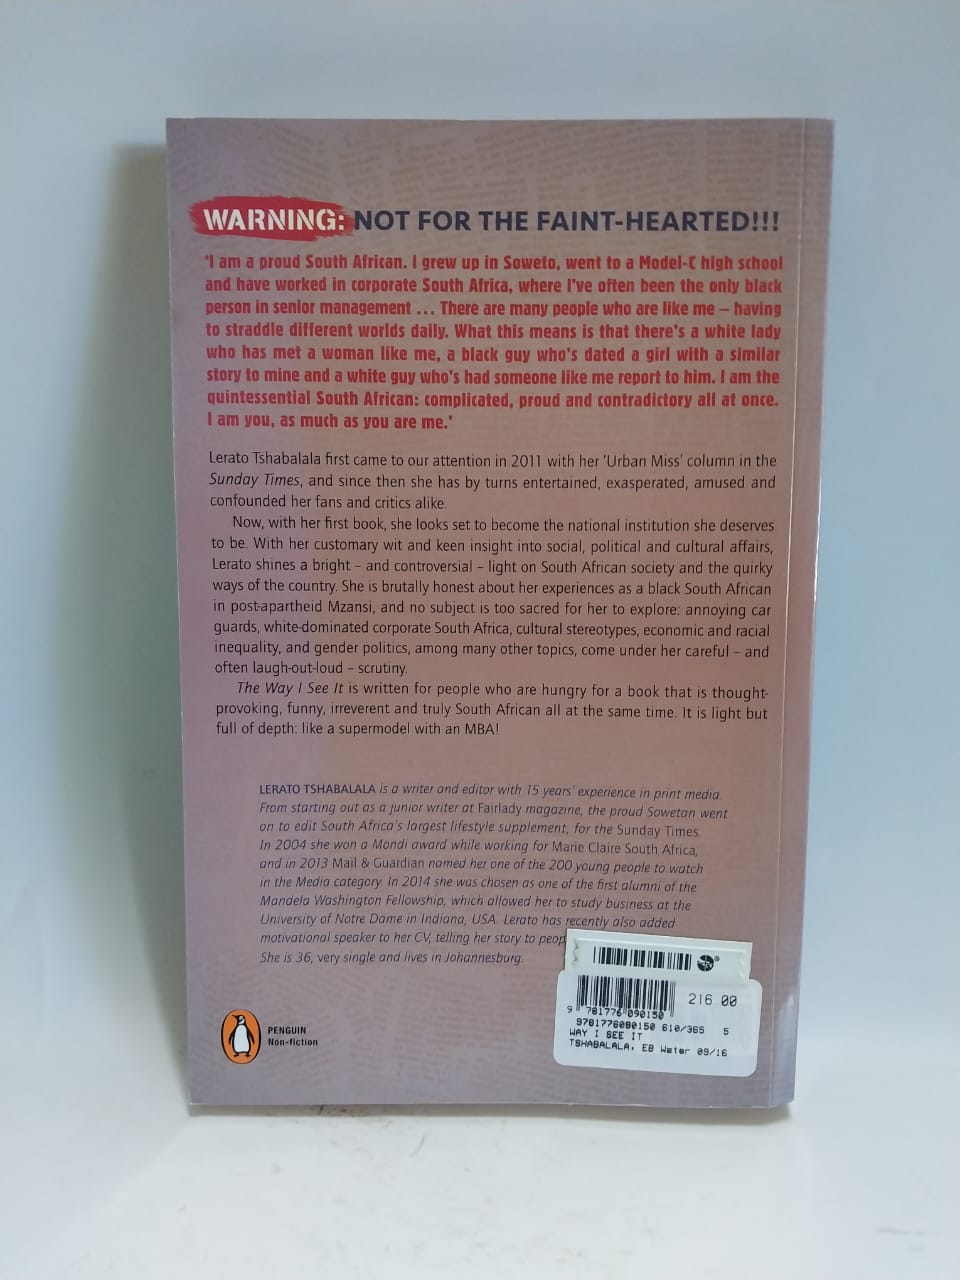 WARNING: NOT FOR THE FAINT-HEARTED!!!
'I am a proud South African. I grew up in Soweto, went to a Model-C high school
and have worked in corporate South Africa, where I've often been the only black
person in senior management ... There are many people who are like me – having
to straddle different worlds daily. What this means is that there's a white lady
who has met a woman like me, a black guy who's dated a girl with a similar
story to mine and a white guy who's had someone like me report to him. I am the
quintessential South African: complicated, proud and contradictory all at once.
I am you, as much as you are me.'
Lerato Tshabalala first came to our attention in 2011 with her 'Urban Miss' column in the
Sunday Times, and since then she has by turns entertained, exasperated, amused and
confounded her fans and critics alike.
Now, with her first book, she looks set to become the national institution she deserves
to be. With her customary wit and keen insight into social, political and cultural affairs,
Lerato shines a bright – and controversial – light on South African society and the quirky
ways of the country. She is brutally honest about her experiences as a black South African
in post-apartheid Mzansi, and no subject is too sacred for her to explore: annoying car
guards, white-dominated corporate South Africa, cultural stereotypes, economic and racial
inequality, and gender politics, among many other topics, come under her careful – and
often laugh-out-loud – scrutiny.
The Way I See It is written for people who are hungry for a book that is thought-
provoking, funny, irreverent and truly South African all at the same time. It is light but
full of depth: like a supermodel with an MBA!
LERATO TSHABALALA is a writer and editor with 15 years' experience in print media.
From starting out as a junior writer at Fairlady magazine, the proud Sowetan went
on to edit South Africa's largest lifestyle supplement, for the Sunday Times.
In 2004 she won a Mondi award while working for Marie Claire South Africa,
and in 2013 Mail & Guardian named her one of the 200 young people to watch
in the Media category. In 2014 she was chosen as one of the first alumni of the
Mandela Washington Fellowship, which allowed her to study business at the
University of Notre Dame in Indiana, USA. Lerato has recently also added
motivational speaker to her CV, telling her story to
She is 36, very single and lives in Johannesburg.
PENGUIN
Non-fiction
216.00
9 781776 090150
9781776090150 610/365 5
WAY I SEE IT
TSHABALALA, EB Water 09/16